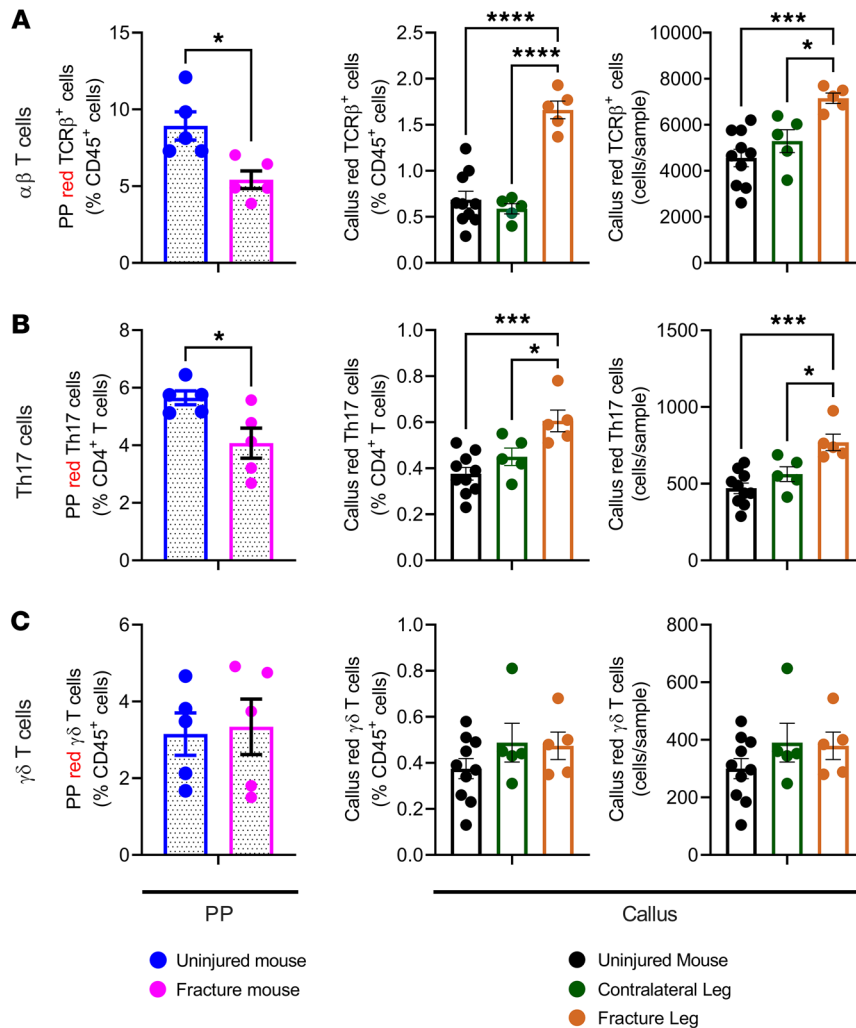 A
αβ T cells
PP red TCRβ+ cells
(% CD45+ cells)
15
10
5
0
*
Callus red TCRβ+ cells
(% CD45+ cells)
2.5
2.0
1.5
1.0
0.5
0.0
****
****
Callus red TCRβ+ cells
(cells/sample)
10000
8000
6000
4000
2000
0
***
*
B
Th17 cells
PP red Th17 cells
(% CD4+ T cells)
8
6
4
2
0
*
Callus red Th17 cells
(% CD4+ T cells)
1.0
0.8
0.6
0.4
0.2
0.0
***
*
Callus red Th17 cells
(cells/sample)
1500
1000
500
0
***
*
C
γδ T cells
PP red γδ T cells
(% CD45+ cells)
6
4
2
0
Callus red γδ T cells
(% CD45+ cells)
1.0
0.8
0.6
0.4
0.2
0.0
Callus red γδ T cells
(cells/sample)
800
600
400
200
0
PP
Callus
Uninjured mouse
Fracture mouse
Uninjured Mouse
Contralateral Leg
Fracture Leg